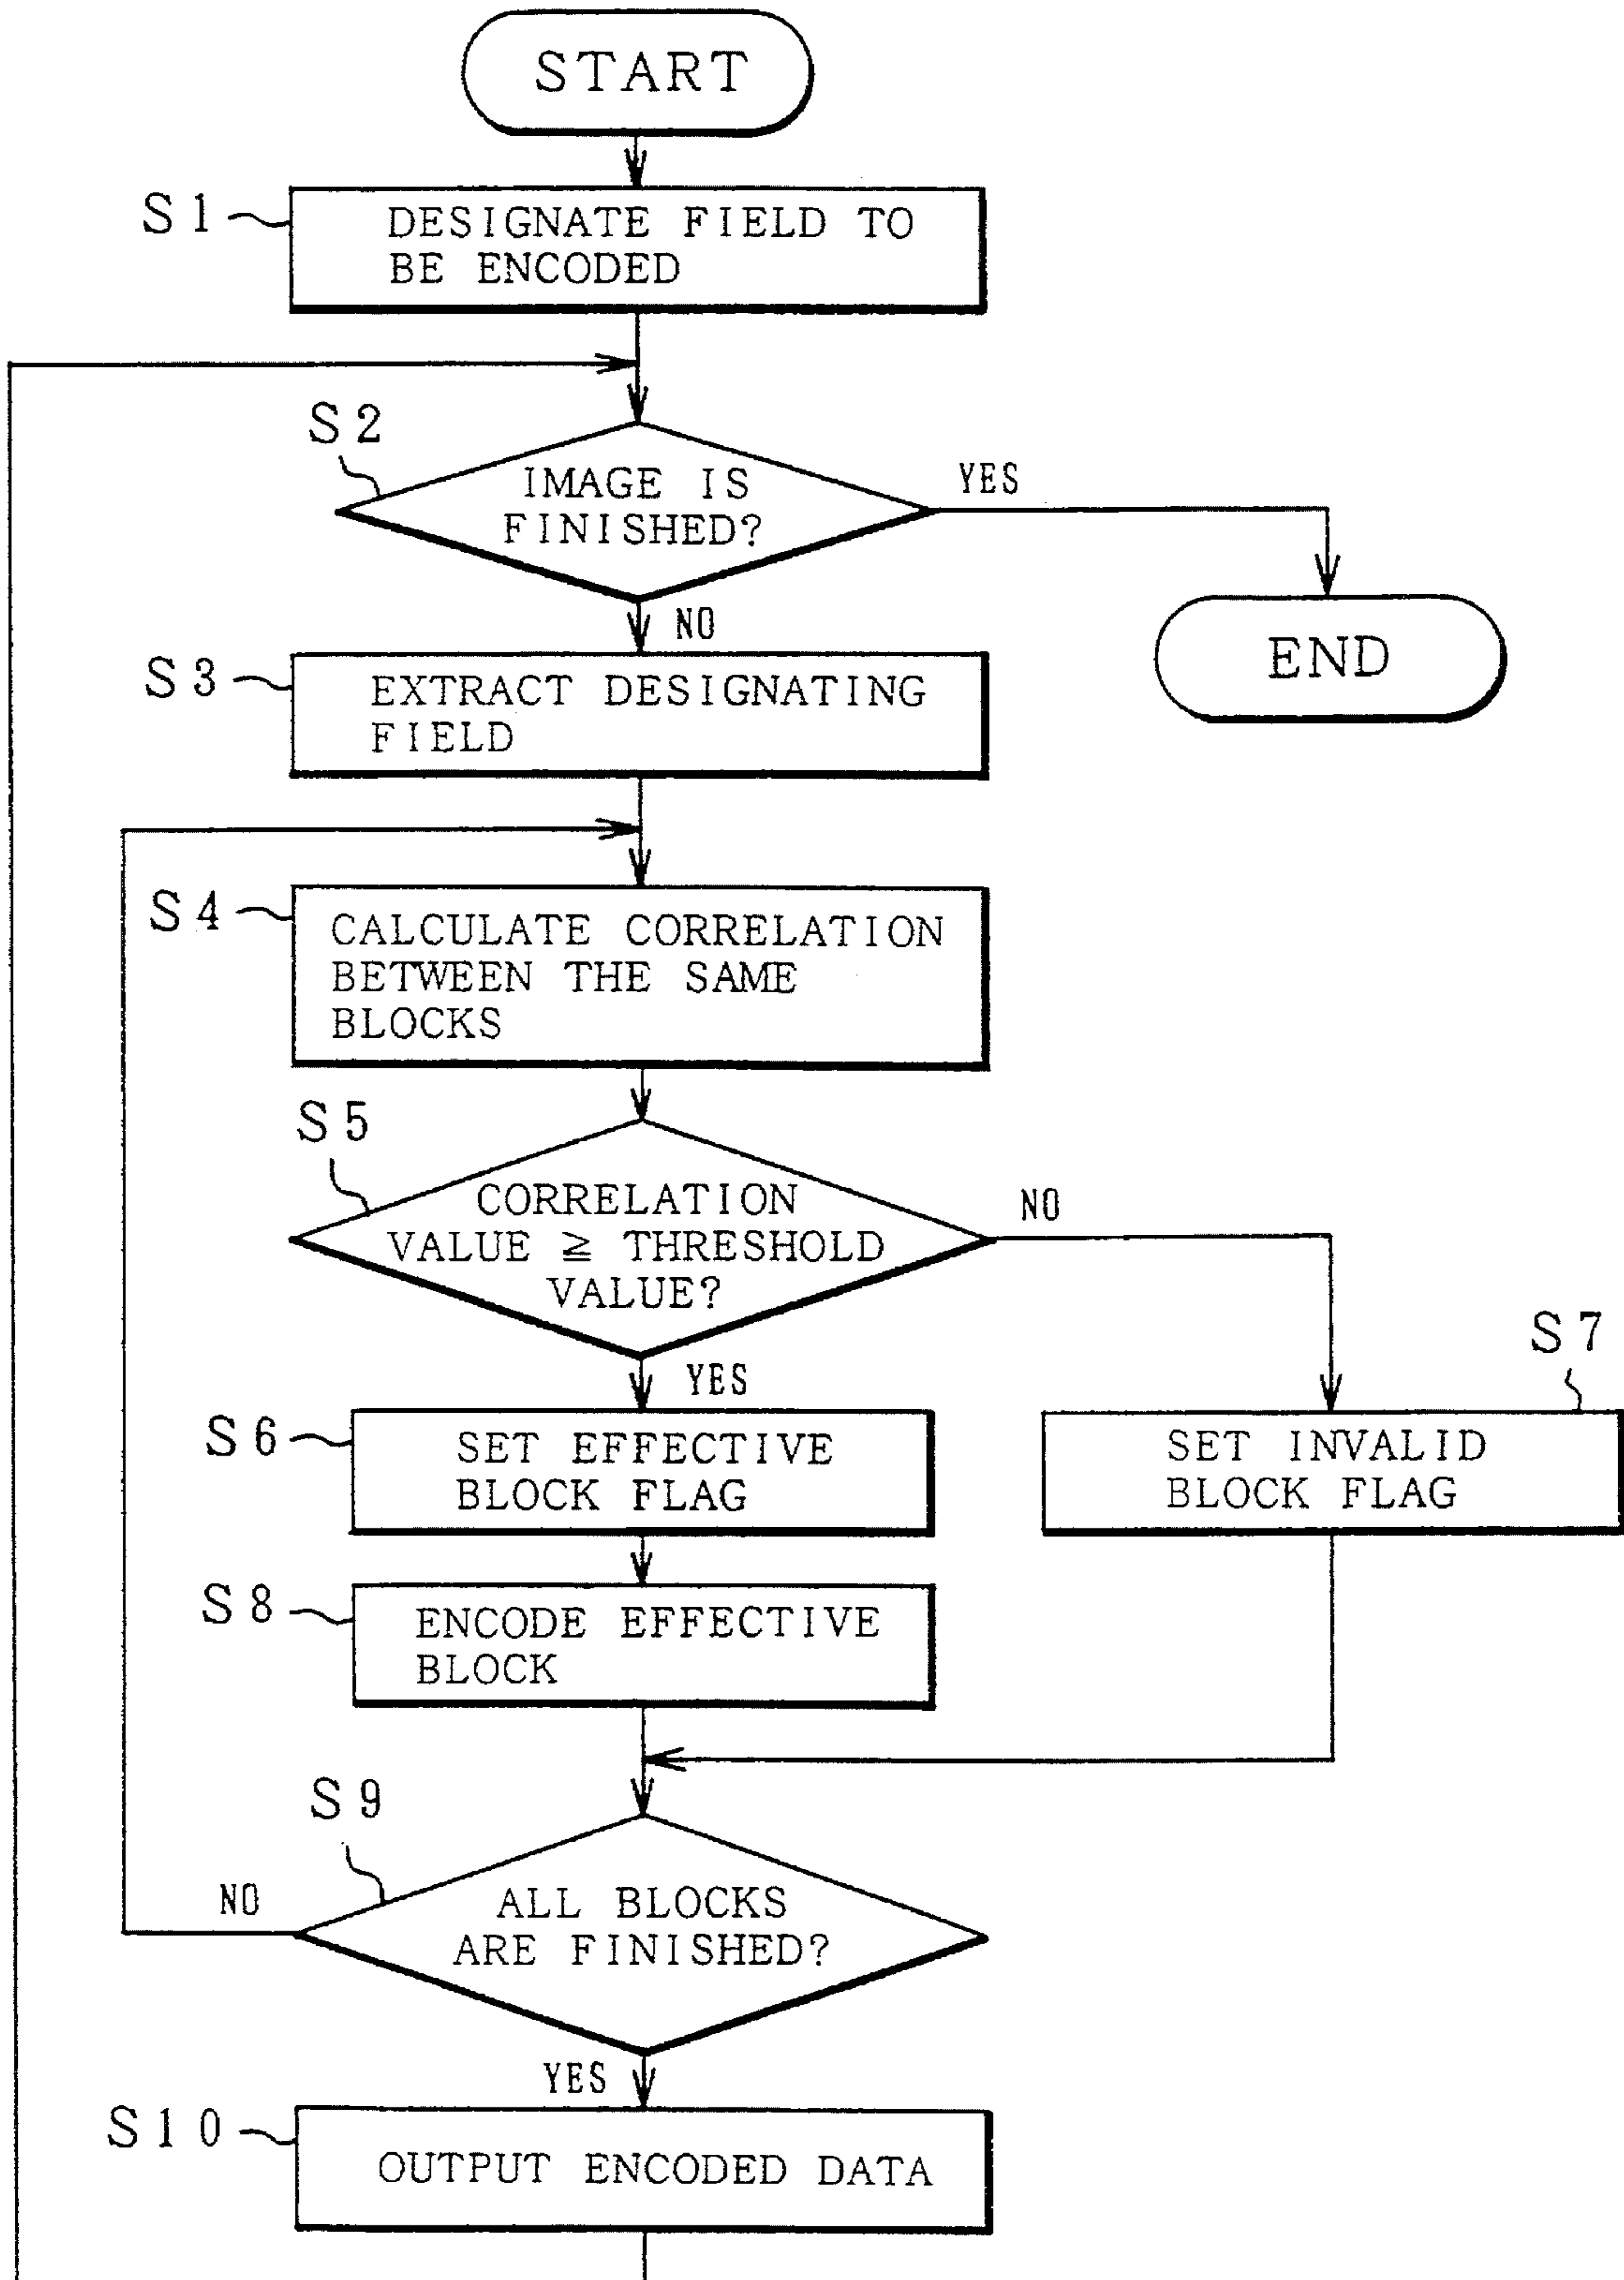 START
S1
DESIGNATE FIELD TO
BE ENCODED
S2
IMAGE IS
FINISHED?
YES
NO
END
S3
EXTRACT DESIGNATING
FIELD
S4
CALCULATE CORRELATION
BETWEEN THE SAME
BLOCKS
S5
CORRELATION
VALUE ≧ THRESHOLD
VALUE?
NO
YES
S6
SET EFFECTIVE
BLOCK FLAG
S7
SET INVALID
BLOCK FLAG
S8
ENCODE EFFECTIVE
BLOCK
S9
ALL BLOCKS
ARE FINISHED?
NO
YES
S10
OUTPUT ENCODED DATA